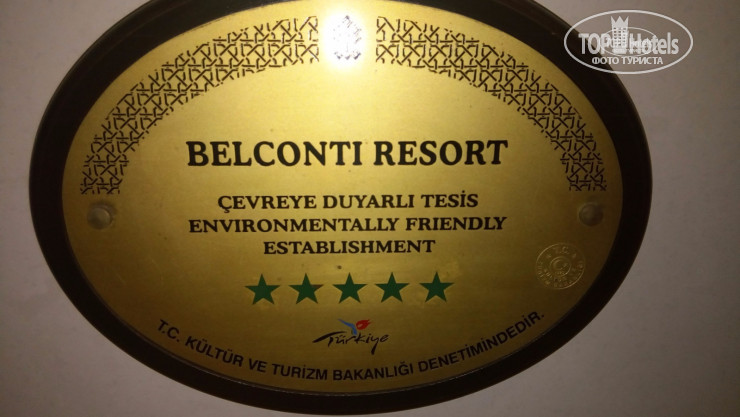 TOP Hotels
ФОТО ТУРИСТА
BELCONTI RESORT
ÇEVREYE DUYARLI TESİS
ENVIRONMENTALLY FRIENDLY
ESTABLISHMENT
Türkiye
T.C. KÜLTÜR VE TURİZM BAKANLIĞI DENETİMİNDEDİR.